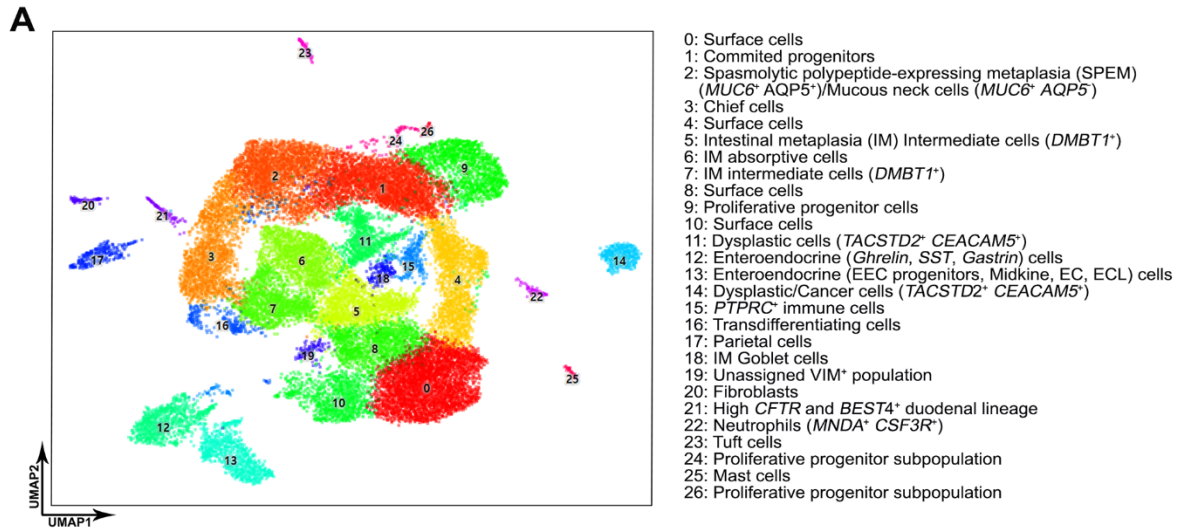 A
0: Surface cells
1: Commited progenitors
2: Spasmolytic polypeptide-expressing metaplasia (SPEM)
(MUC6⁺ AQP5⁺)/Mucous neck cells (MUC6⁺ AQP5⁻)
3: Chief cells
4: Surface cells
5: Intestinal metaplasia (IM) Intermediate cells (DMBT1⁺)
6: IM absorptive cells
7: IM intermediate cells (DMBT1⁺)
8: Surface cells
9: Proliferative progenitor cells
10: Surface cells
11: Dysplastic cells (TACSTD2⁺ CEACAM5⁺)
12: Enteroendocrine (Ghrelin, SST, Gastrin) cells
13: Enteroendocrine (EEC progenitors, Midkine, EC, ECL) cells
14: Dysplastic/Cancer cells (TACSTD2⁺ CEACAM5⁺)
15: PTPRC⁺ immune cells
16: Transdifferentiating cells
17: Parietal cells
18: IM Goblet cells
19: Unassigned VIM⁺ population
20: Fibroblasts
21: High CFTR and BEST4⁺ duodenal lineage
22: Neutrophils (MNDA⁺ CSF3R⁺)
23: Tuft cells
24: Proliferative progenitor subpopulation
25: Mast cells
26: Proliferative progenitor subpopulation
23
26
24
9
2
1
20
21
11
3
17
6
15
14
18
4
22
7
5
16
8
19
25
0
10
12
13
UMAP2
UMAP1